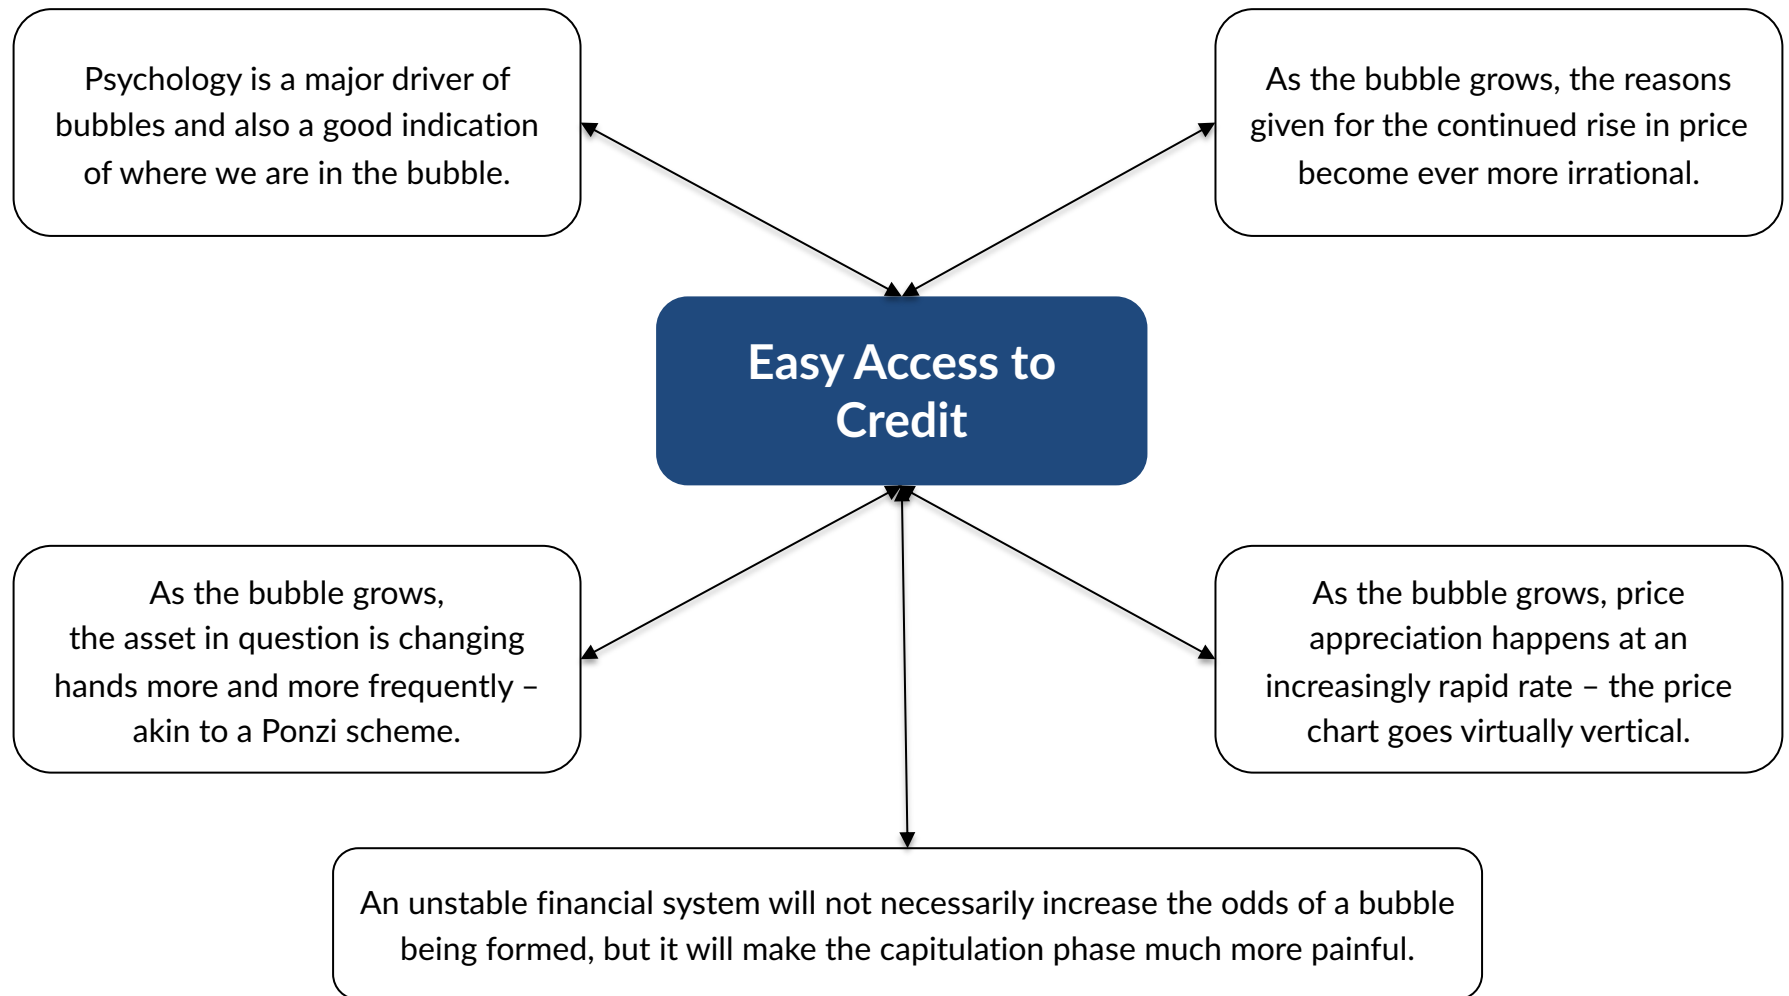 Psychology is a major driver of
bubbles and also a good indication
of where we are in the bubble.
As the bubble grows, the reasons
given for the continued rise in price
become ever more irrational.
Easy Access to
Credit
As the bubble grows,
the asset in question is changing
hands more and more frequently –
akin to a Ponzi scheme.
As the bubble grows, price
appreciation happens at an
increasingly rapid rate – the price
chart goes virtually vertical.
An unstable financial system will not necessarily increase the odds of a bubble
being formed, but it will make the capitulation phase much more painful.